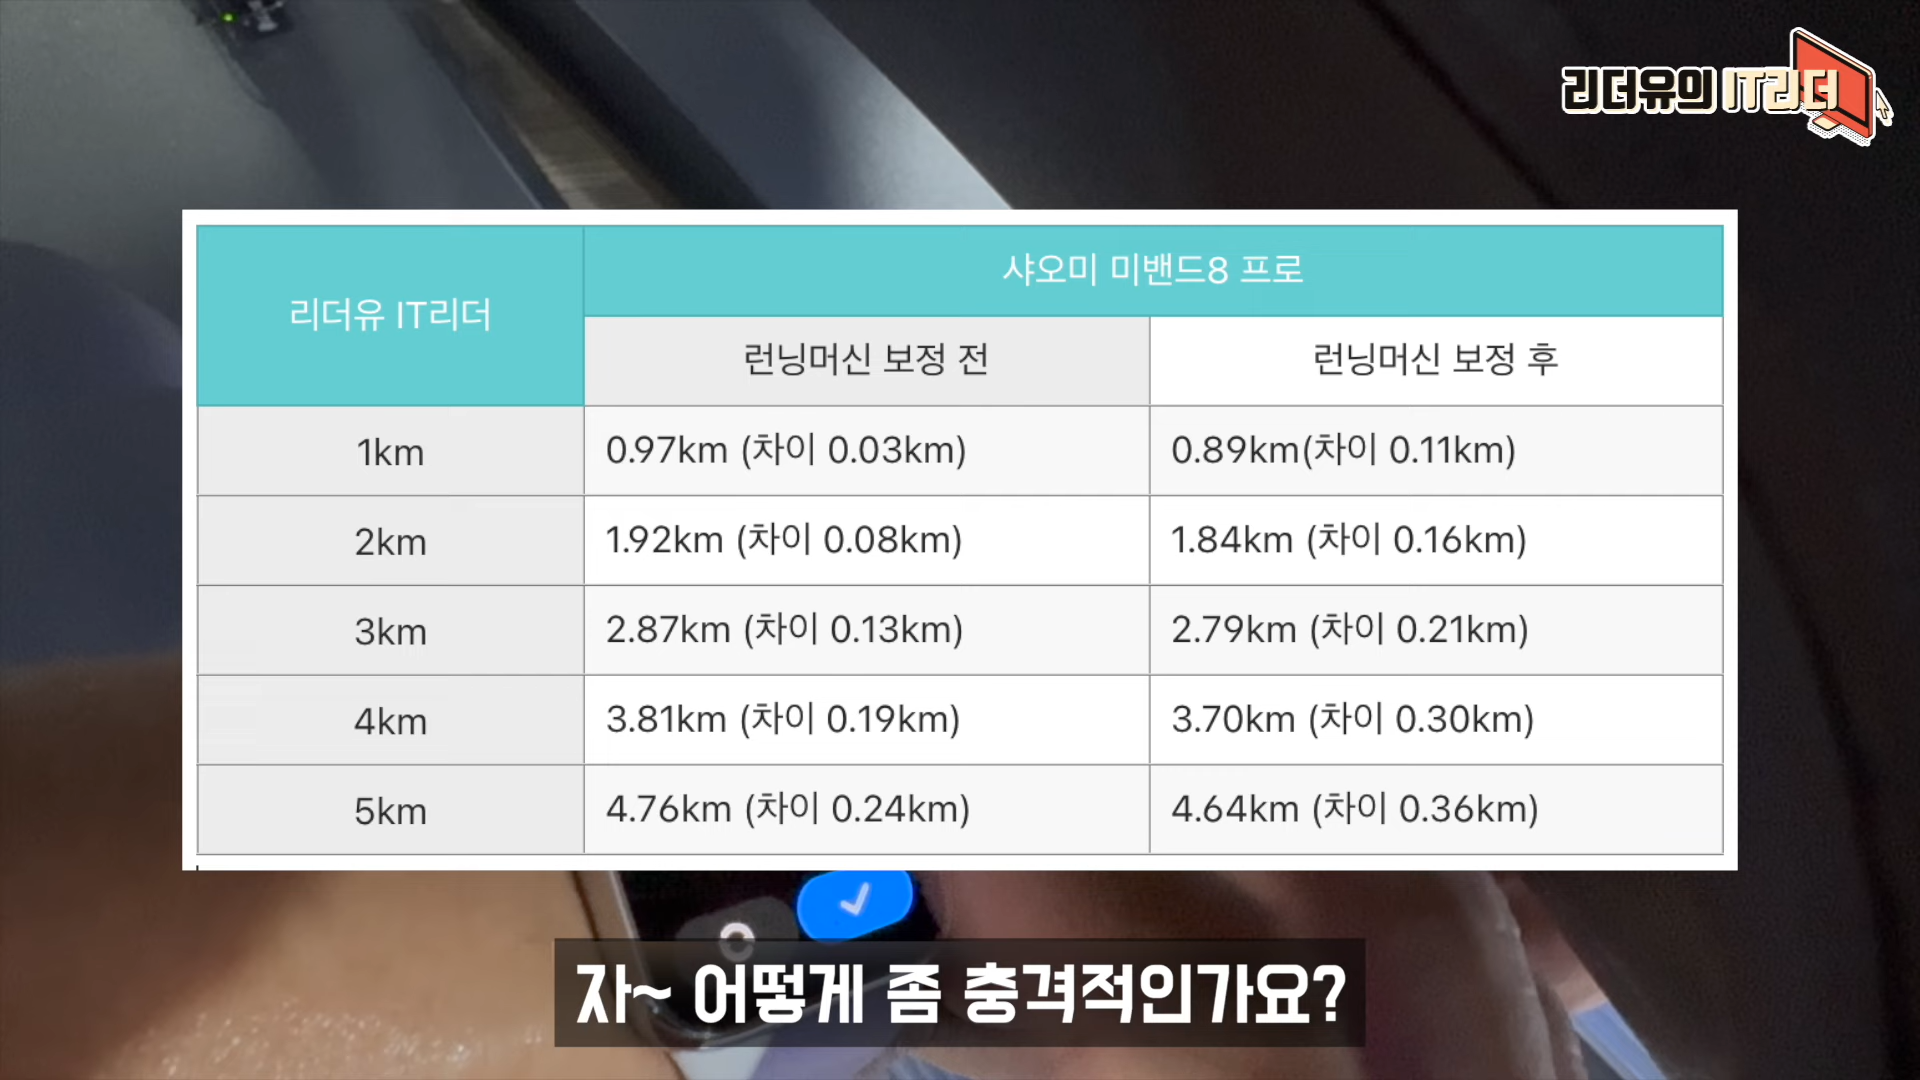 리더유의 IT리더
리더유 IT리더
샤오미 미밴드8 프로
런닝머신 보정 전
런닝머신 보정 후
1km
0.97km (차이 0.03km)
0.89km(차이 0.11km)
2km
1.92km (차이 0.08km)
1.84km (차이 0.16km)
3km
2.87km (차이 0.13km)
2.79km (차이 0.21km)
4km
3.81km (차이 0.19km)
3.70km (차이 0.30km)
5km
4.76km (차이 0.24km)
4.64km (차이 0.36km)
자~ 어떻게 좀 충격적인가요?